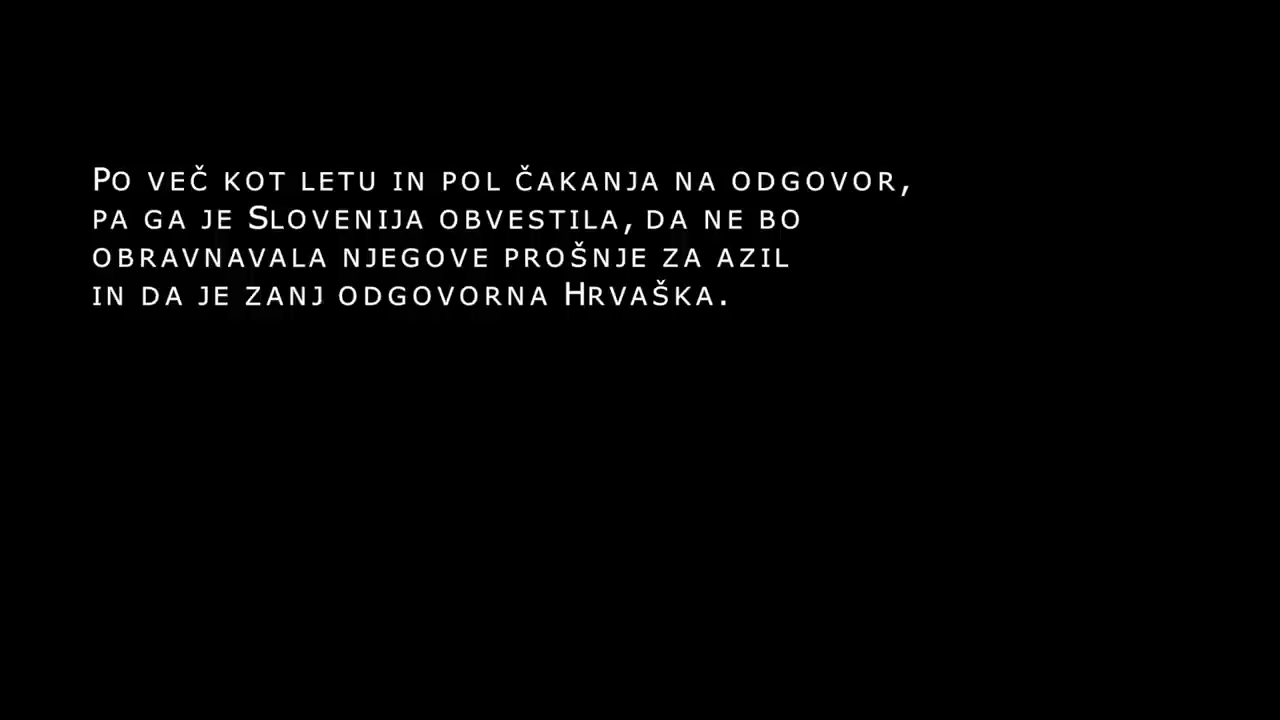 Po več kot letu in pol čakanja na odgovor,
pa ga je Slovenija obvestila, da ne bo
obravnavala njegove prošnje za azil
in da je zanj odgovorna Hrvaška.